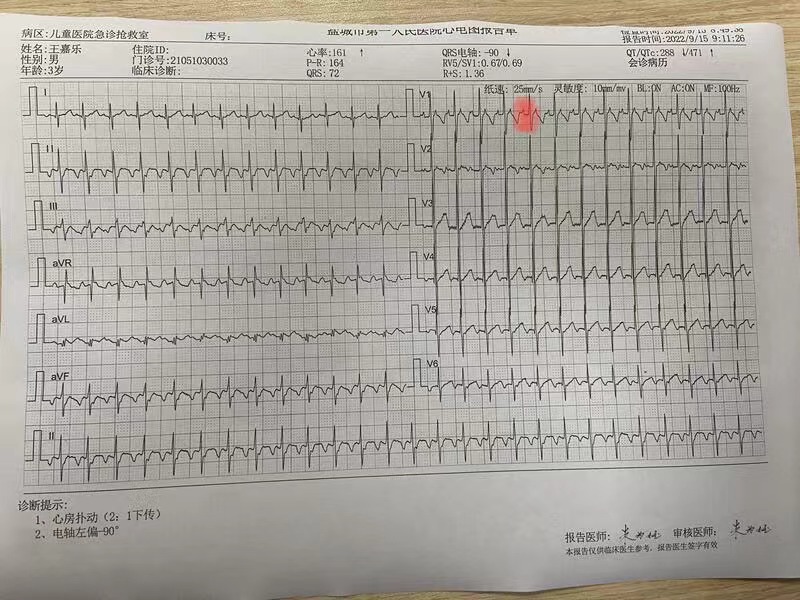 盐城市第一人民医院心电图报告单
病区:儿童医院急诊抢救室 床号:
报告时间:2022/9/15 9:11:26
姓名:王嘉乐 住院ID: 心率:161 ↑ QRS电轴:-90 ↓ QT/QTc:288 ↓/471 ↑
性别:男 门诊号:21051030033 P-R:164 RV5/SV1:0.67/0.69 会诊病历
年龄:3岁 临床诊断: QRS:72 R+S:1.36
纸速: 25mm/s 灵敏度: 10mm/mv BL:ON AC:ON MF:100Hz
I V1
II V2
III V3
aVR V4
aVL V5
aVF V6
II
诊断提示:
1、心房扑动(2:1下传)
2、电轴左偏-90°
报告医师: 审核医师:
本报告仅供临床医生参考,报告医生签字有效